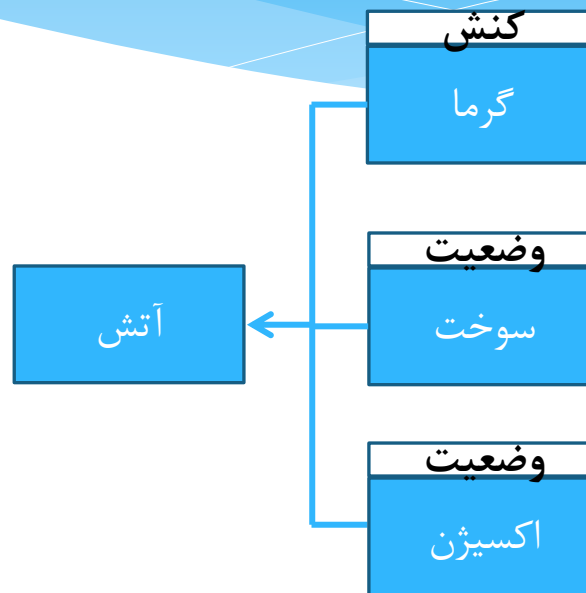 کنش
گرما
وضعیت
سوخت
آتش
وضعیت
اکسیژن